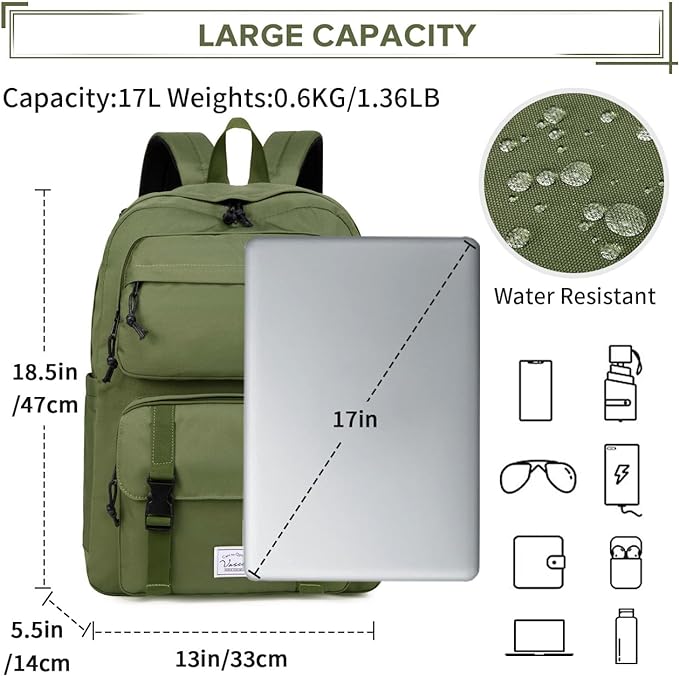 LARGE CAPACITY
Capacity:17L Weights:0.6KG/1.36LB
Water Resistant
18.5in
/47cm
17in
5.5in
/14cm
13in/33cm